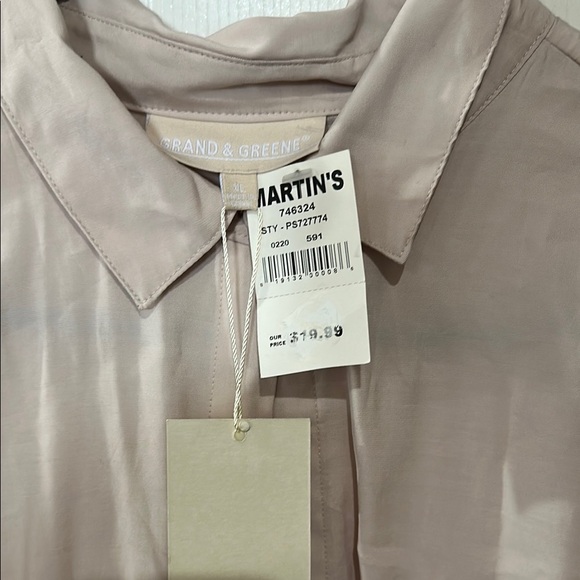 GRAND & GREENE®
XL
MARTIN'S
746324
STY - PS727774
0220 591
OUR PRICE $19.99